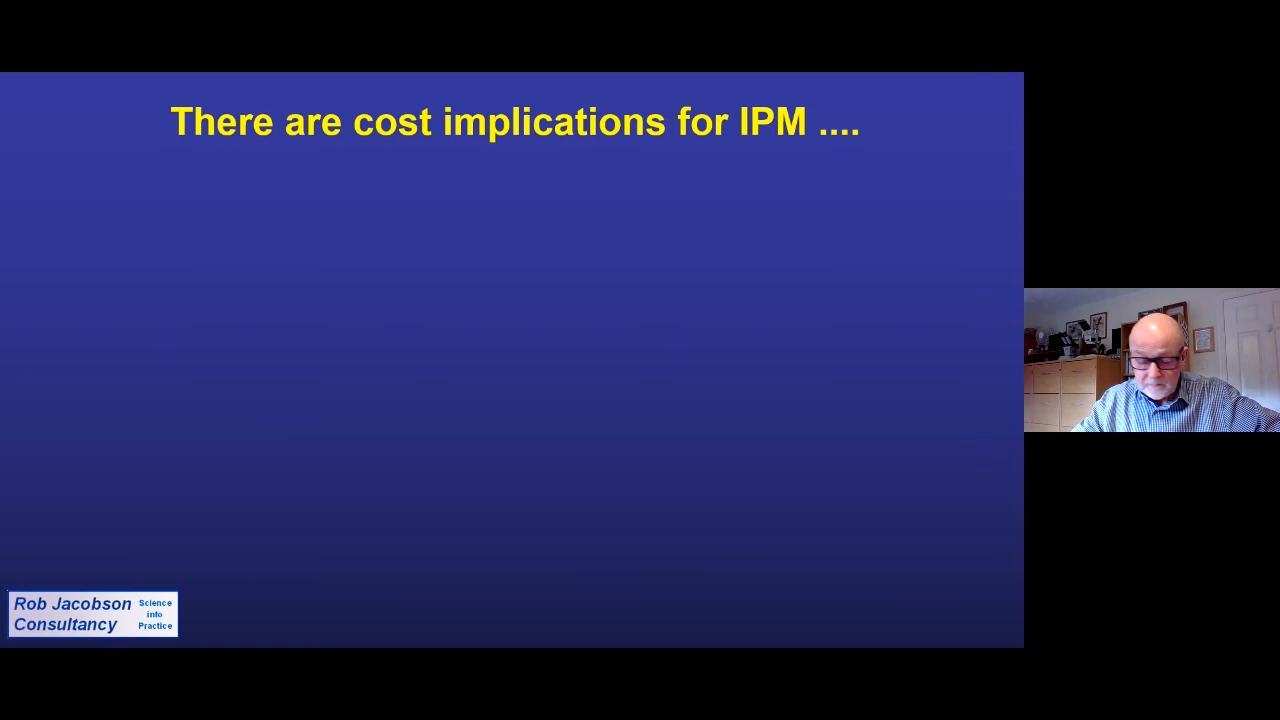 There are cost implications for IPM ....
Rob Jacobson
Consultancy
Science
into
Practice